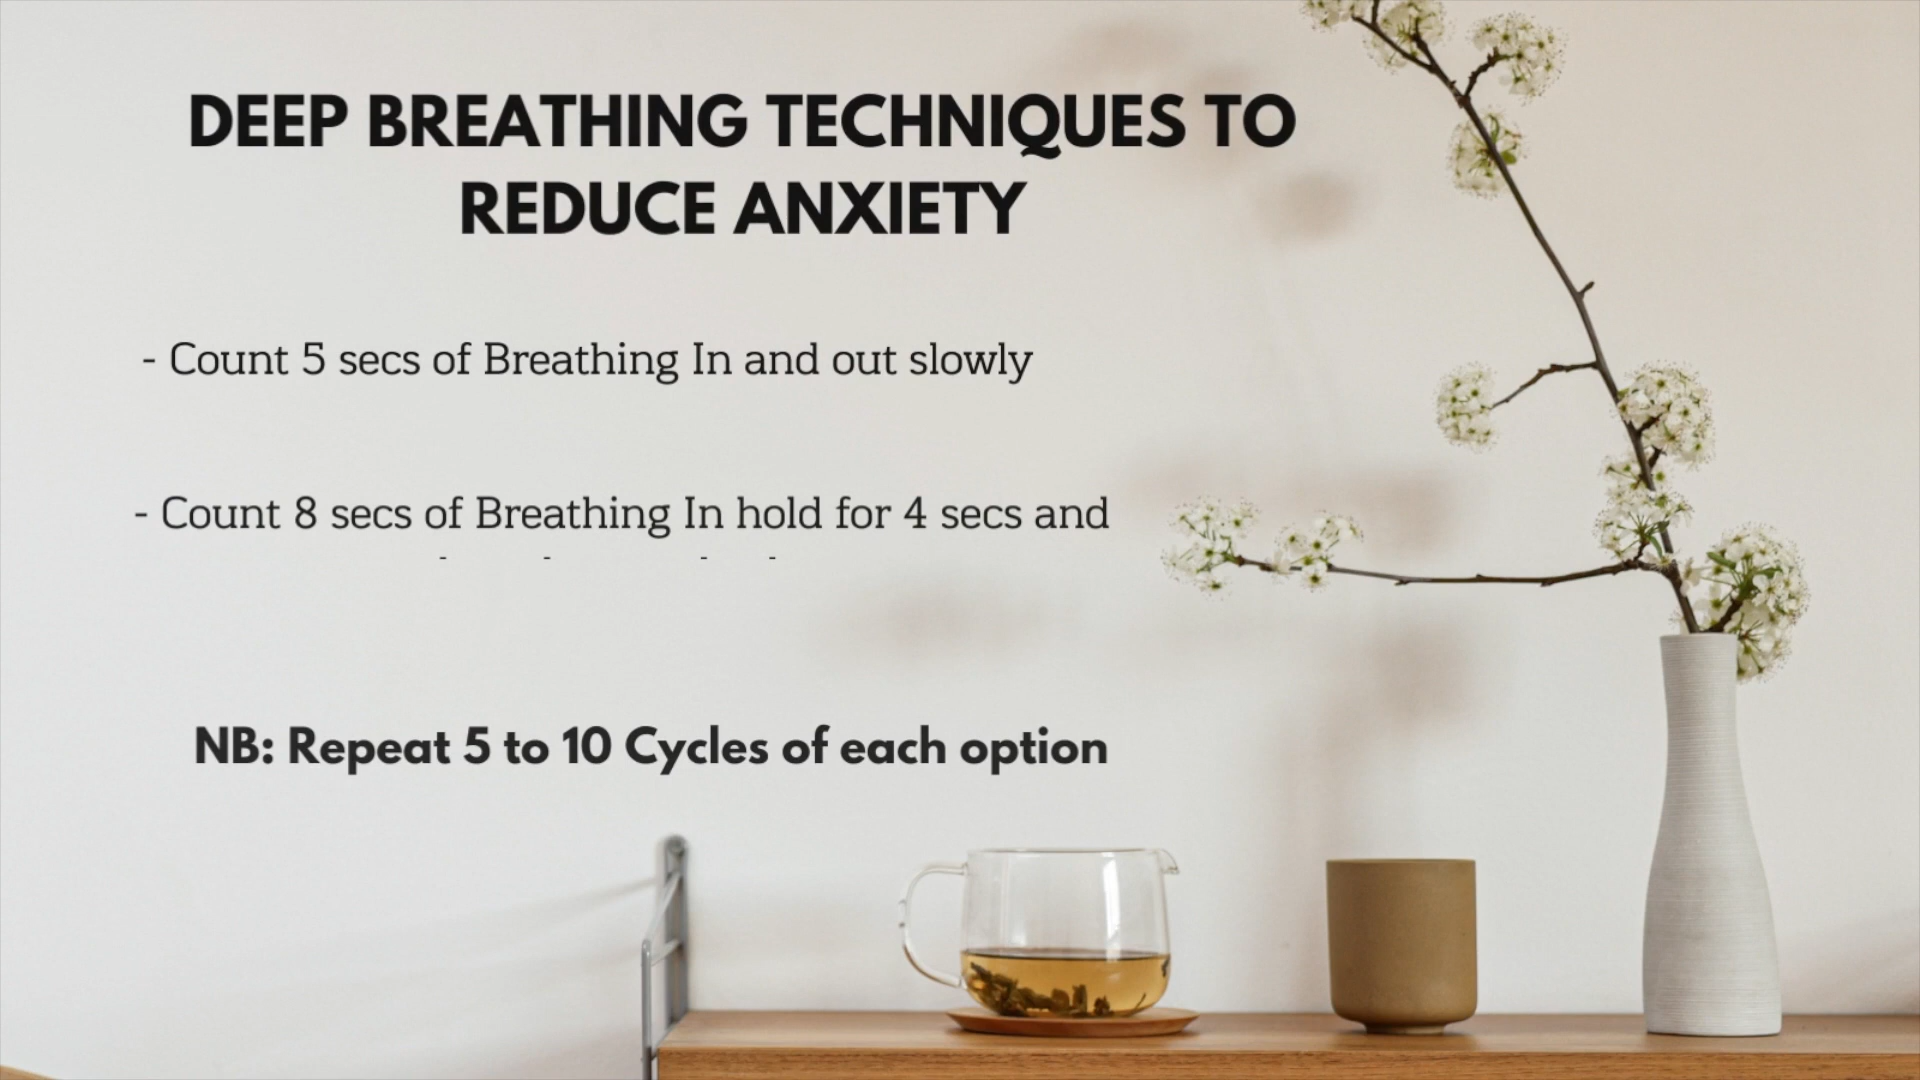 DEEP BREATHING TECHNIQUES TO
REDUCE ANXIETY
- Count 5 secs of Breathing In and out slowly
- Count 8 secs of Breathing In hold for 4 secs and
NB: Repeat 5 to 10 Cycles of each option